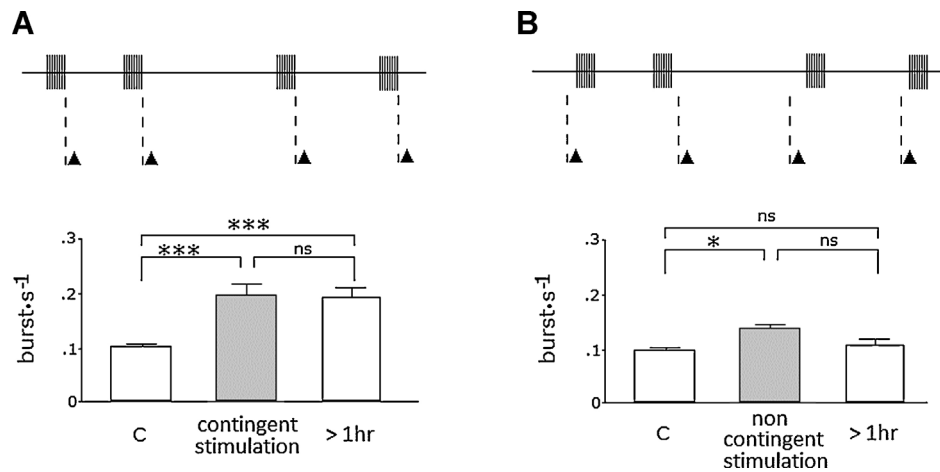 A
***
*** ns
.3
.2
.1
0
burst•s-1
C contingent stimulation > 1hr
B
ns
* ns
.3
.2
.1
0
burst•s-1
C non contingent stimulation > 1hr